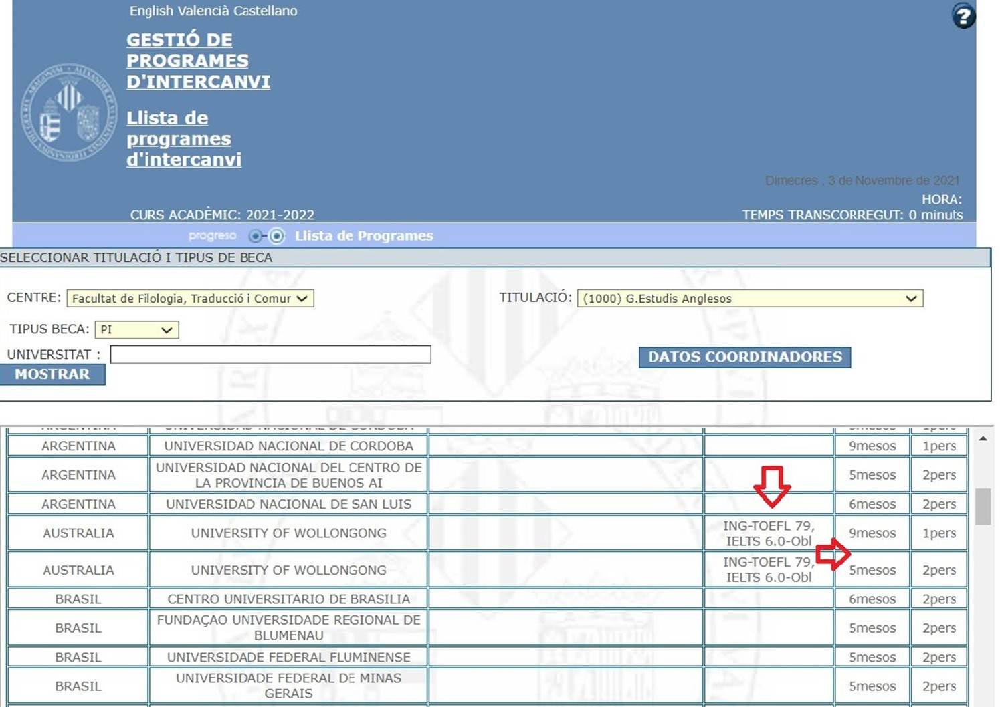 English Valencià Castellano
GESTIÓ DE
PROGRAMES
D'INTERCANVI
Llista de
programes
d'intercanvi
Dimecres , 3 de Novembre de 2021
HORA:
CURS ACADÈMIC: 2021-2022
TEMPS TRANSCORREGUT: 0 minuts
progreso Llista de Programes
SELECCIONAR TITULACIÓ I TIPUS DE BECA
CENTRE: Facultat de Filologia, Traducció i Comur
TITULACIÓ: (1000) G.Estudis Anglesos
TIPUS BECA: PI
UNIVERSITAT :
DATOS COORDINADORES
MOSTRAR
ARGENTINA UNIVERSIDAD NACIONAL DE CORDOBA 9mesos 1pers
ARGENTINA UNIVERSIDAD NACIONAL DE CORDOBA 9mesos 1pers
ARGENTINA UNIVERSIDAD NACIONAL DEL CENTRO DE
LA PROVINCIA DE BUENOS AI 5mesos 2pers
ARGENTINA UNIVERSIDAD NACIONAL DE SAN LUIS 6mesos 2pers
AUSTRALIA UNIVERSITY OF WOLLONGONG ING-TOEFL 79,
IELTS 6.0-Obl 9mesos 1pers
AUSTRALIA UNIVERSITY OF WOLLONGONG ING-TOEFL 79,
IELTS 6.0-Obl 5mesos 2pers
BRASIL CENTRO UNIVERSITARIO DE BRASILIA 6mesos 2pers
BRASIL FUNDAÇAO UNIVERSIDADE REGIONAL DE
BLUMENAU 5mesos 2pers
BRASIL UNIVERSIDADE FEDERAL FLUMINENSE 5mesos 2pers
BRASIL UNIVERSIDADE FEDERAL DE MINAS
GERAIS 5mesos 2pers